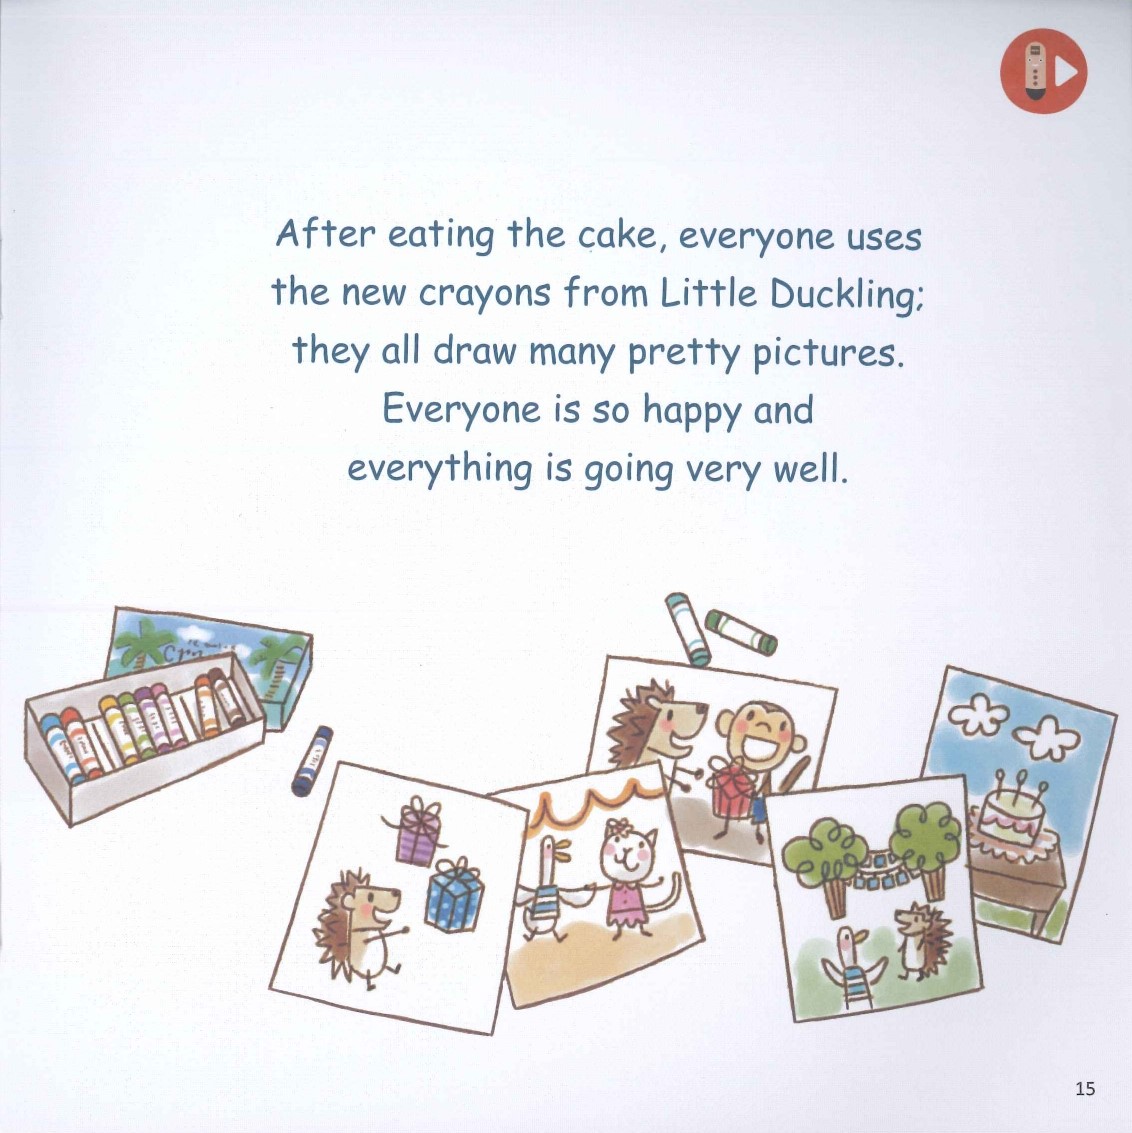 After eating the cake, everyone uses
the new crayons from Little Duckling;
they all draw many pretty pictures.
Everyone is so happy and
everything is going very well.
15